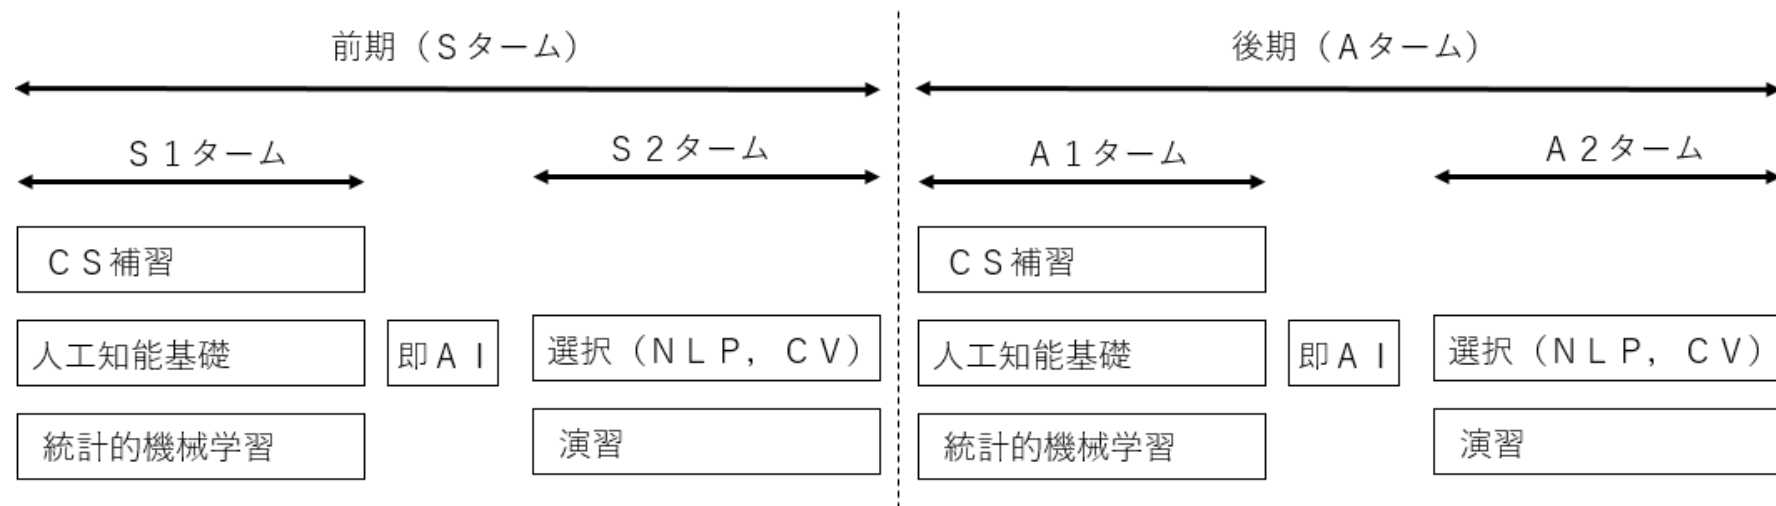 前期（Sターム）
後期（Aターム）
S1ターム
S2ターム
A1ターム
A2ターム
CS補習
CS補習
人工知能基礎
即AI
選択（NLP，CV）
人工知能基礎
即AI
選択（NLP，CV）
統計的機械学習
演習
統計的機械学習
演習